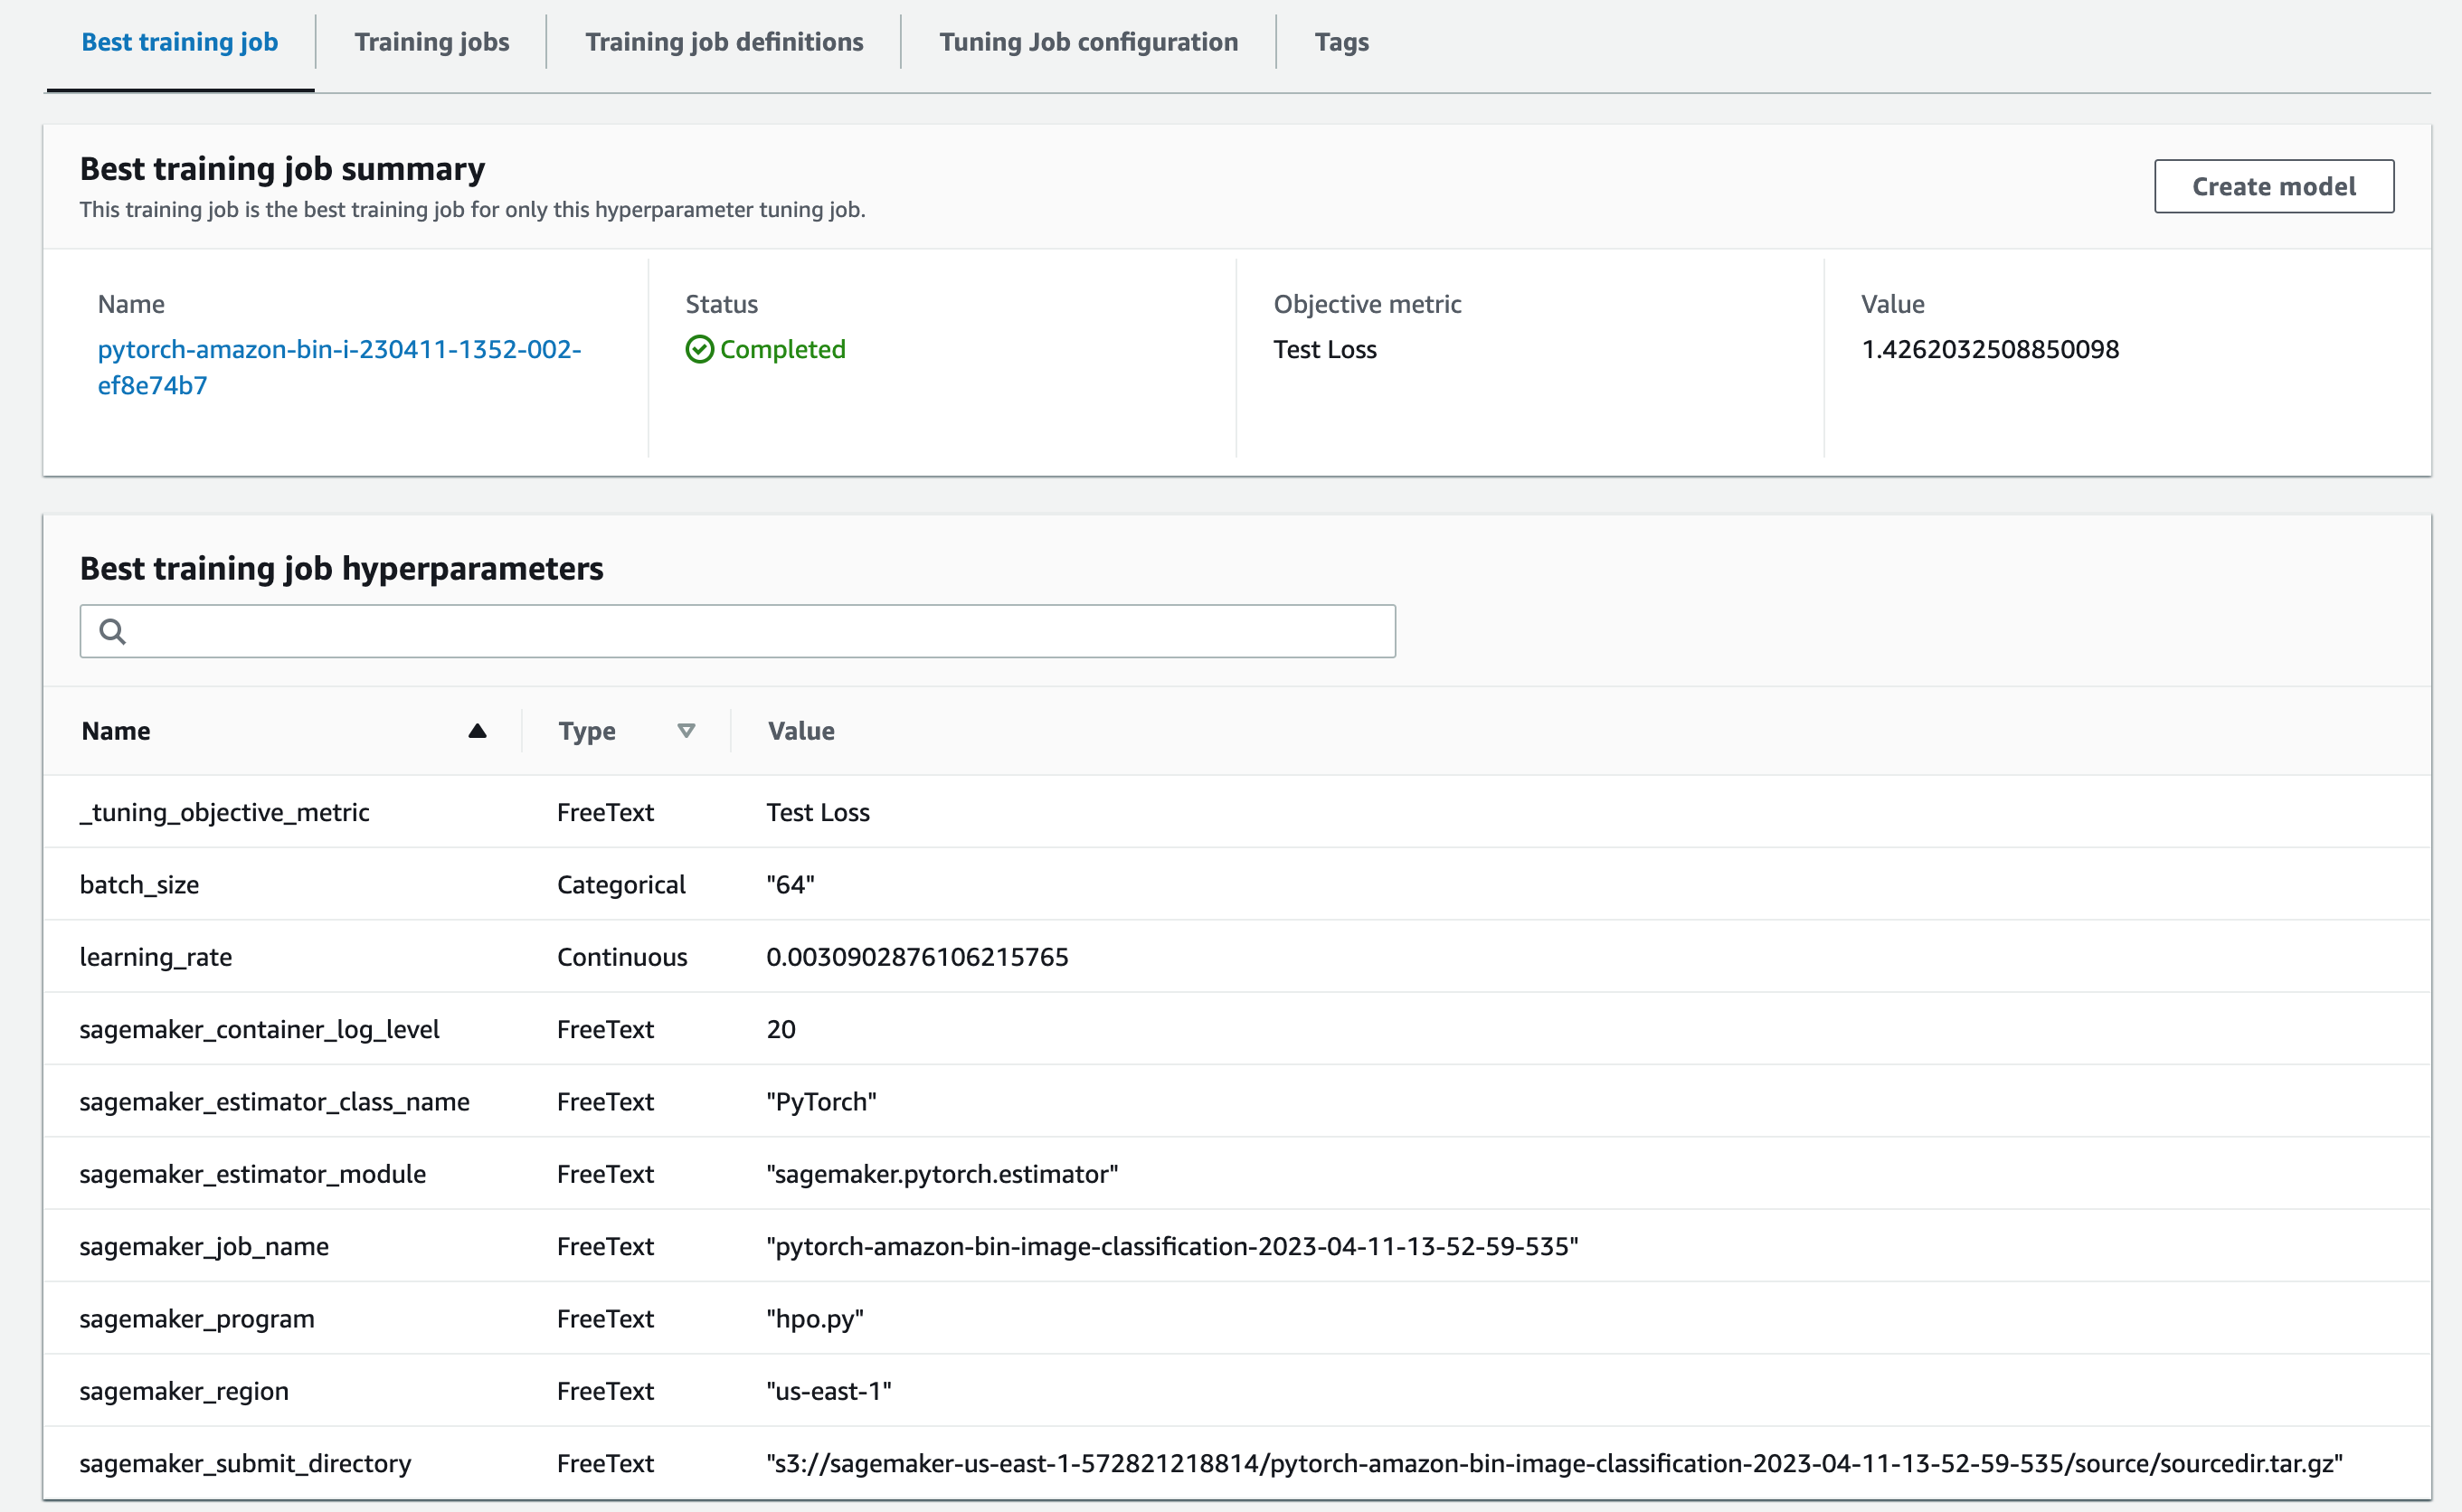 Best training job
Training jobs
Training job definitions
Tuning Job configuration
Tags
Best training job summary
This training job is the best training job for only this hyperparameter tuning job.
Create model
Name
pytorch-amazon-bin-i-230411-1352-002-
ef8e74b7
Status
Completed
Objective metric
Test Loss
Value
1.4262032508850098
Best training job hyperparameters
Name Type Value
_tuning_objective_metric FreeText Test Loss
batch_size Categorical "64"
learning_rate Continuous 0.0030902876106215765
sagemaker_container_log_level FreeText 20
sagemaker_estimator_class_name FreeText "PyTorch"
sagemaker_estimator_module FreeText "sagemaker.pytorch.estimator"
sagemaker_job_name FreeText "pytorch-amazon-bin-image-classification-2023-04-11-13-52-59-535"
sagemaker_program FreeText "hpo.py"
sagemaker_region FreeText "us-east-1"
sagemaker_submit_directory FreeText "s3://sagemaker-us-east-1-572821218814/pytorch-amazon-bin-image-classification-2023-04-11-13-52-59-535/source/sourcedir.tar.gz"